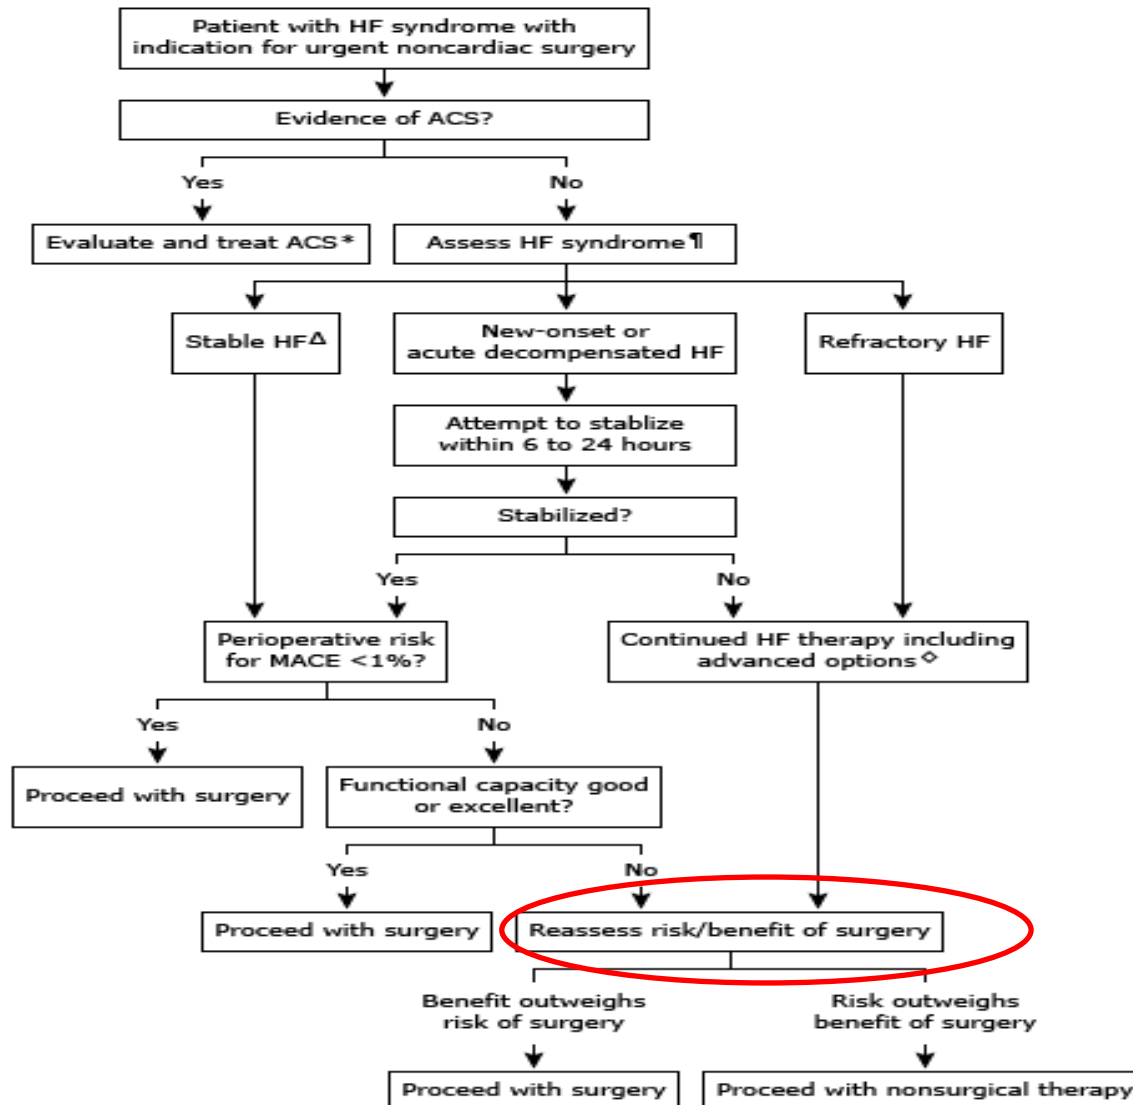 Patient with HF syndrome with
indication for urgent noncardiac surgery
Evidence of ACS?
Yes
No
Evaluate and treat ACS*
Assess HF syndrome¶
Stable HFΔ
New-onset or
acute decompensated HF
Refractory HF
Attempt to stablize
within 6 to 24 hours
Stabilized?
Yes
No
Perioperative risk
for MACE <1%?
Continued HF therapy including
advanced options◇
Yes
No
Proceed with surgery
Functional capacity good
or excellent?
Yes
No
Proceed with surgery
Reassess risk/benefit of surgery
Benefit outweighs
risk of surgery
Risk outweighs
benefit of surgery
Proceed with surgery
Proceed with nonsurgical therapy